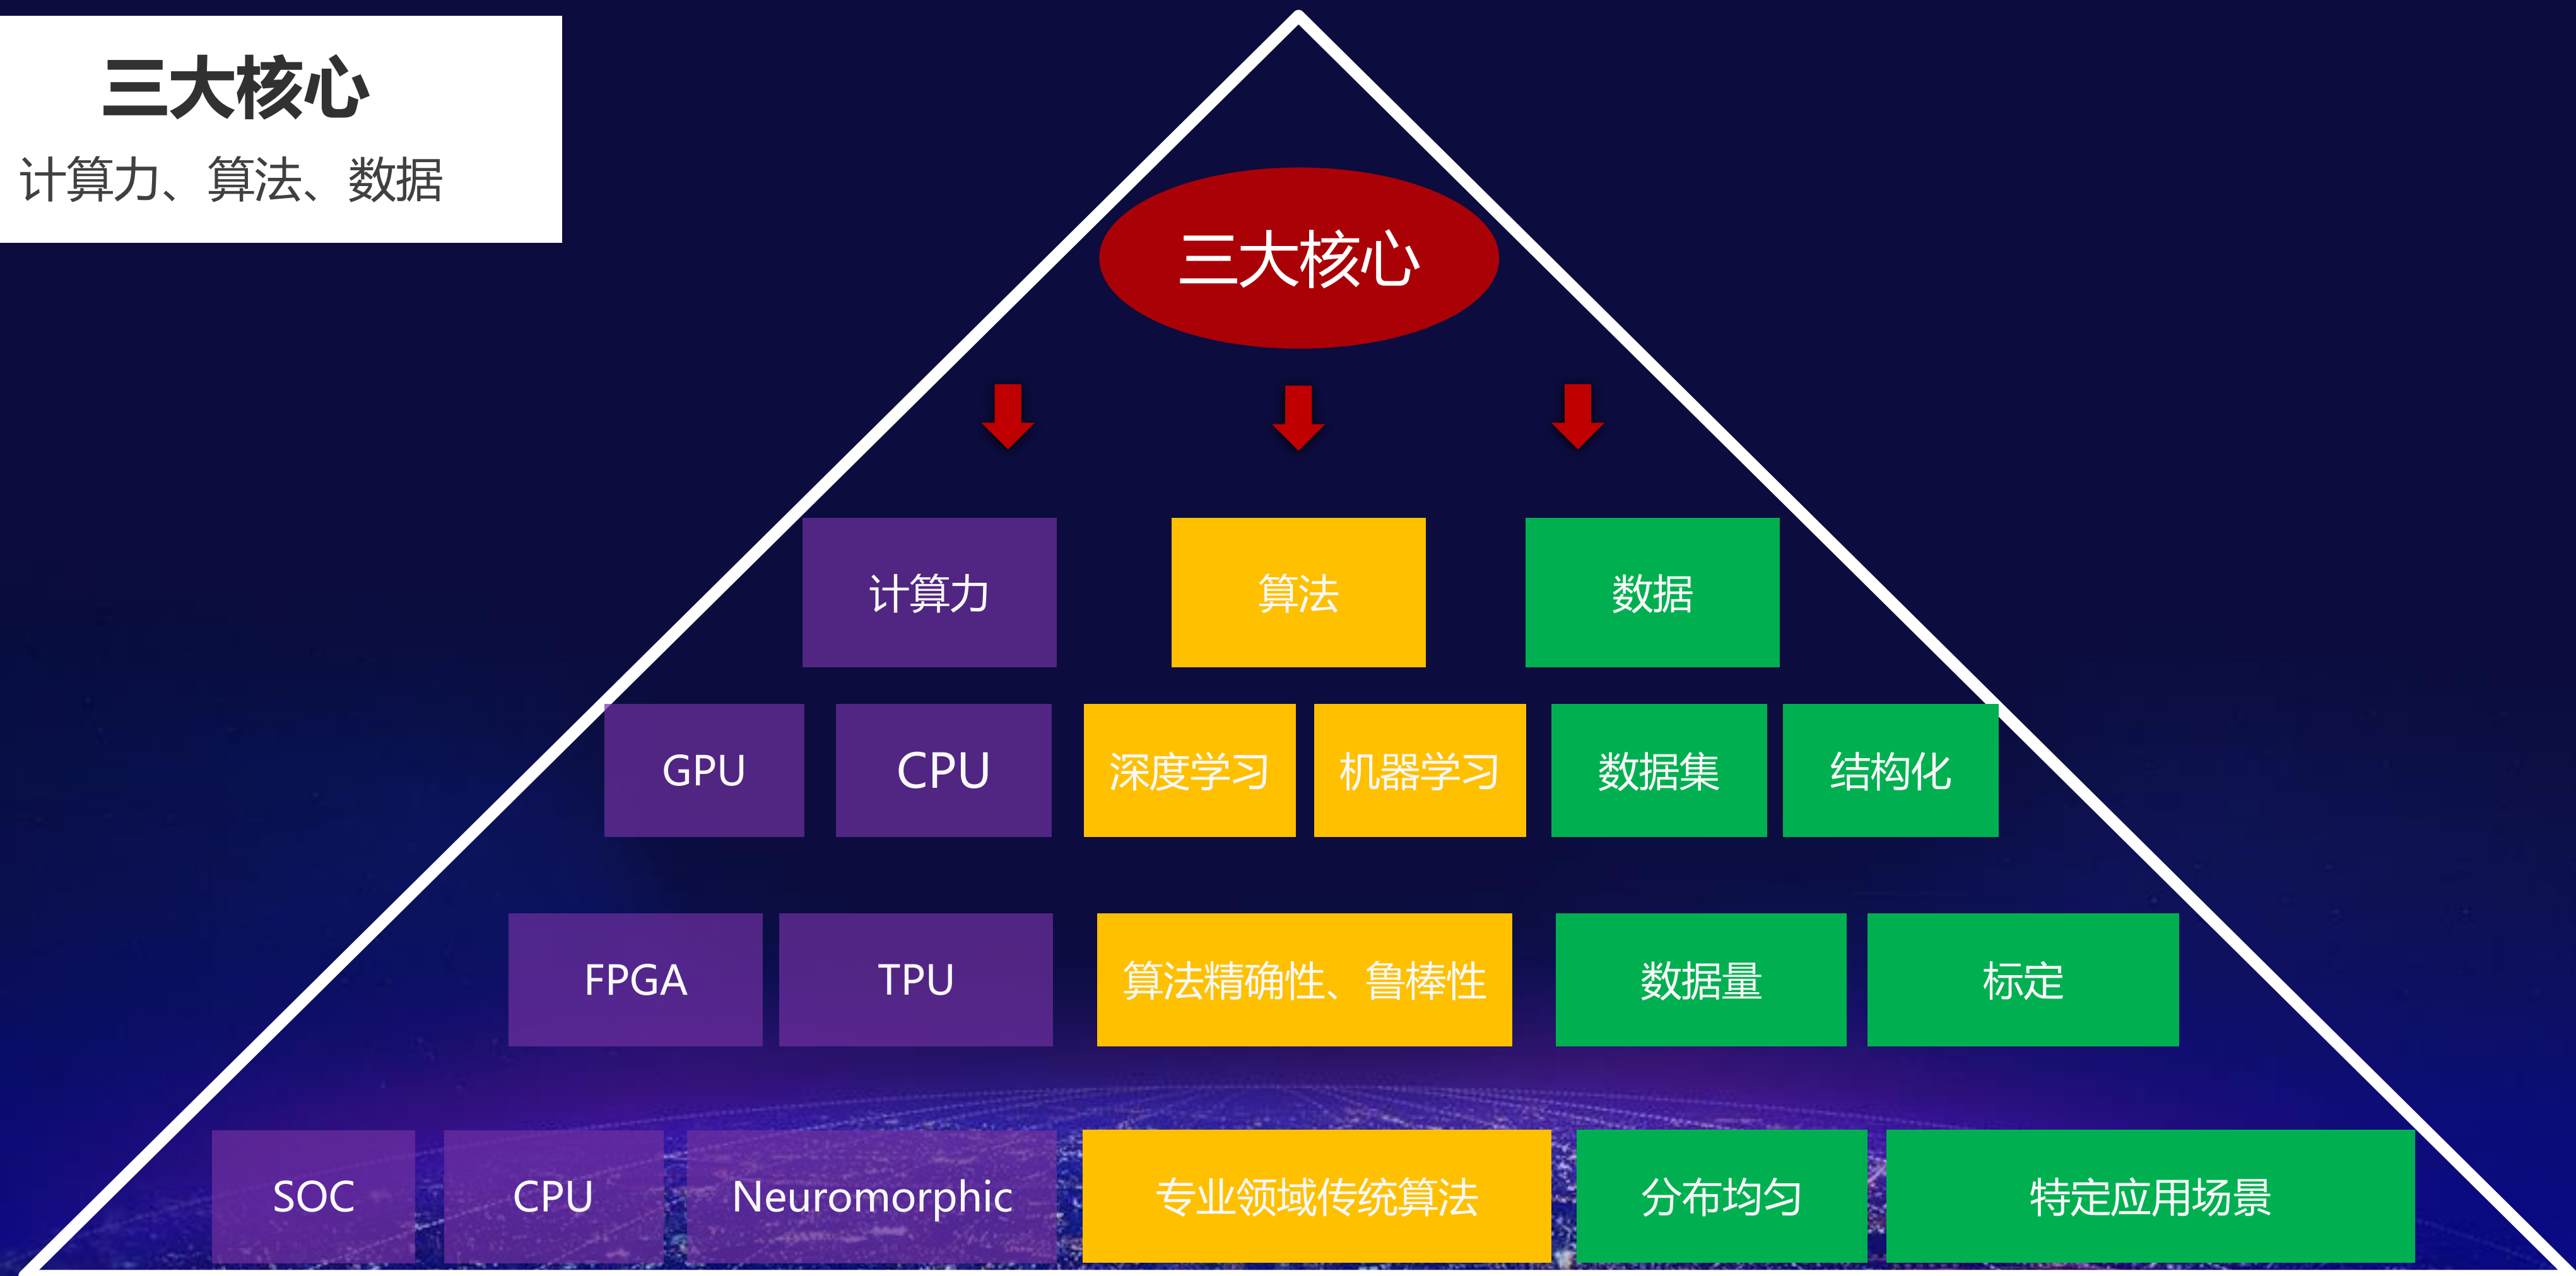 三大核心
计算力、算法、数据
三大核心
计算力
算法
数据
GPU
CPU
深度学习
机器学习
数据集
结构化
FPGA
TPU
算法精确性、鲁棒性
数据量
标定
SOC
CPU
Neuromorphic
专业领域传统算法
分布均匀
特定应用场景